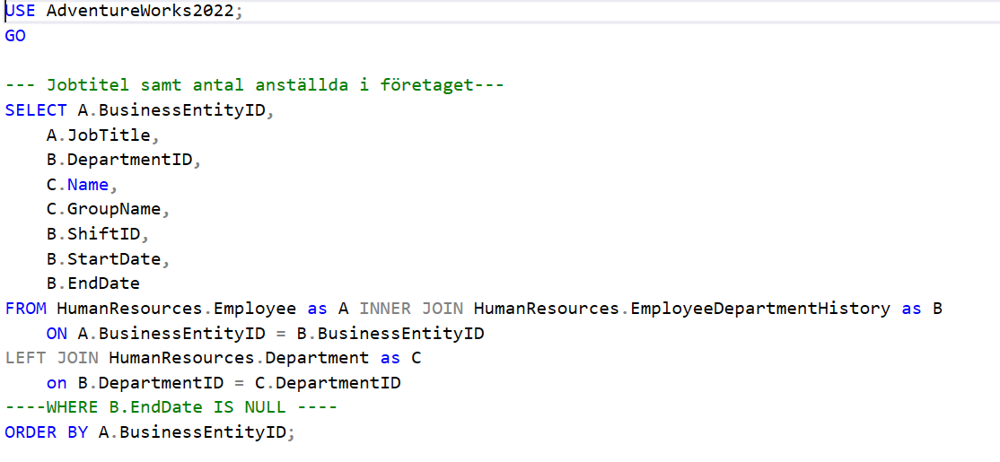 USE AdventureWorks2022;
GO
--- Jobtitel samt antal anställda i företaget---
SELECT A.BusinessEntityID,
A.JobTitle,
B.DepartmentID,
C.Name,
C.GroupName,
B.ShiftID,
B.StartDate,
B.EndDate
FROM HumanResources.Employee as A INNER JOIN HumanResources.EmployeeDepartmentHistory as B
ON A.BusinessEntityID = B.BusinessEntityID
LEFT JOIN HumanResources.Department as C
on B.DepartmentID = C.DepartmentID
----WHERE B.EndDate IS NULL ----
ORDER BY A.BusinessEntityID;